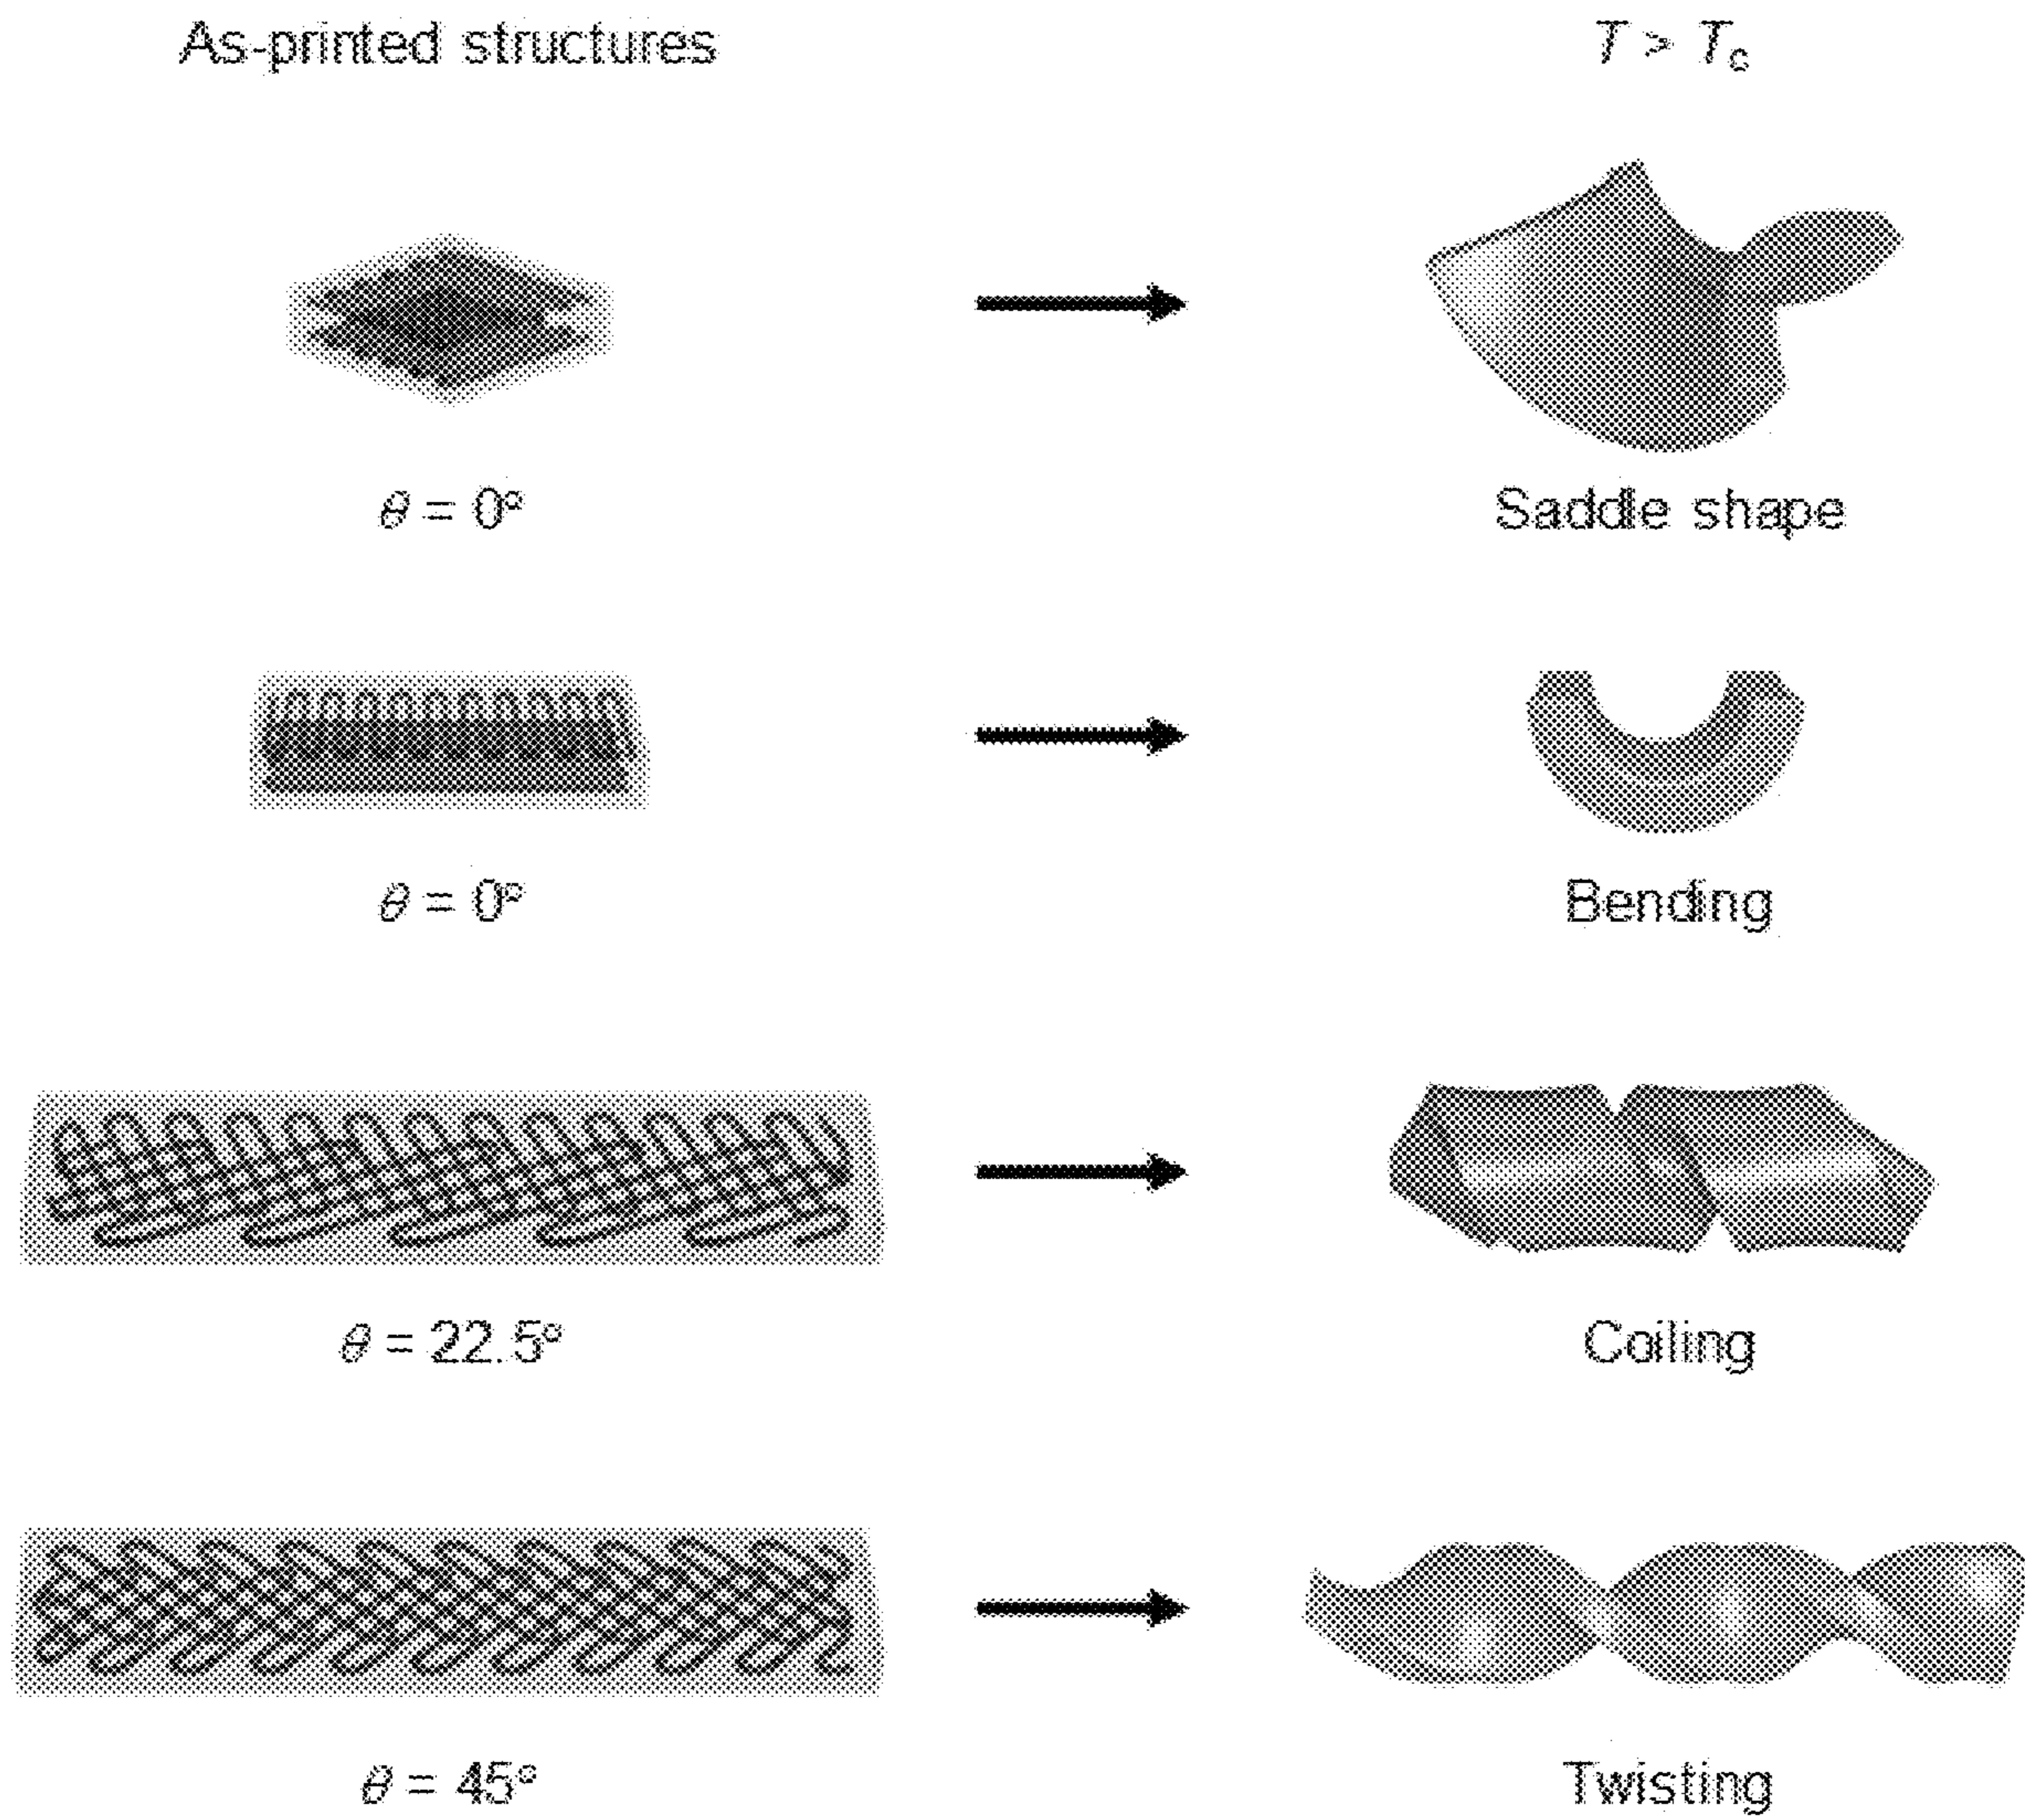 As-printed structures
T > Tc
θ = 0°
Saddle shape
θ = 0°
Bending
θ = 22.5°
Coiling
θ = 45°
Twisting